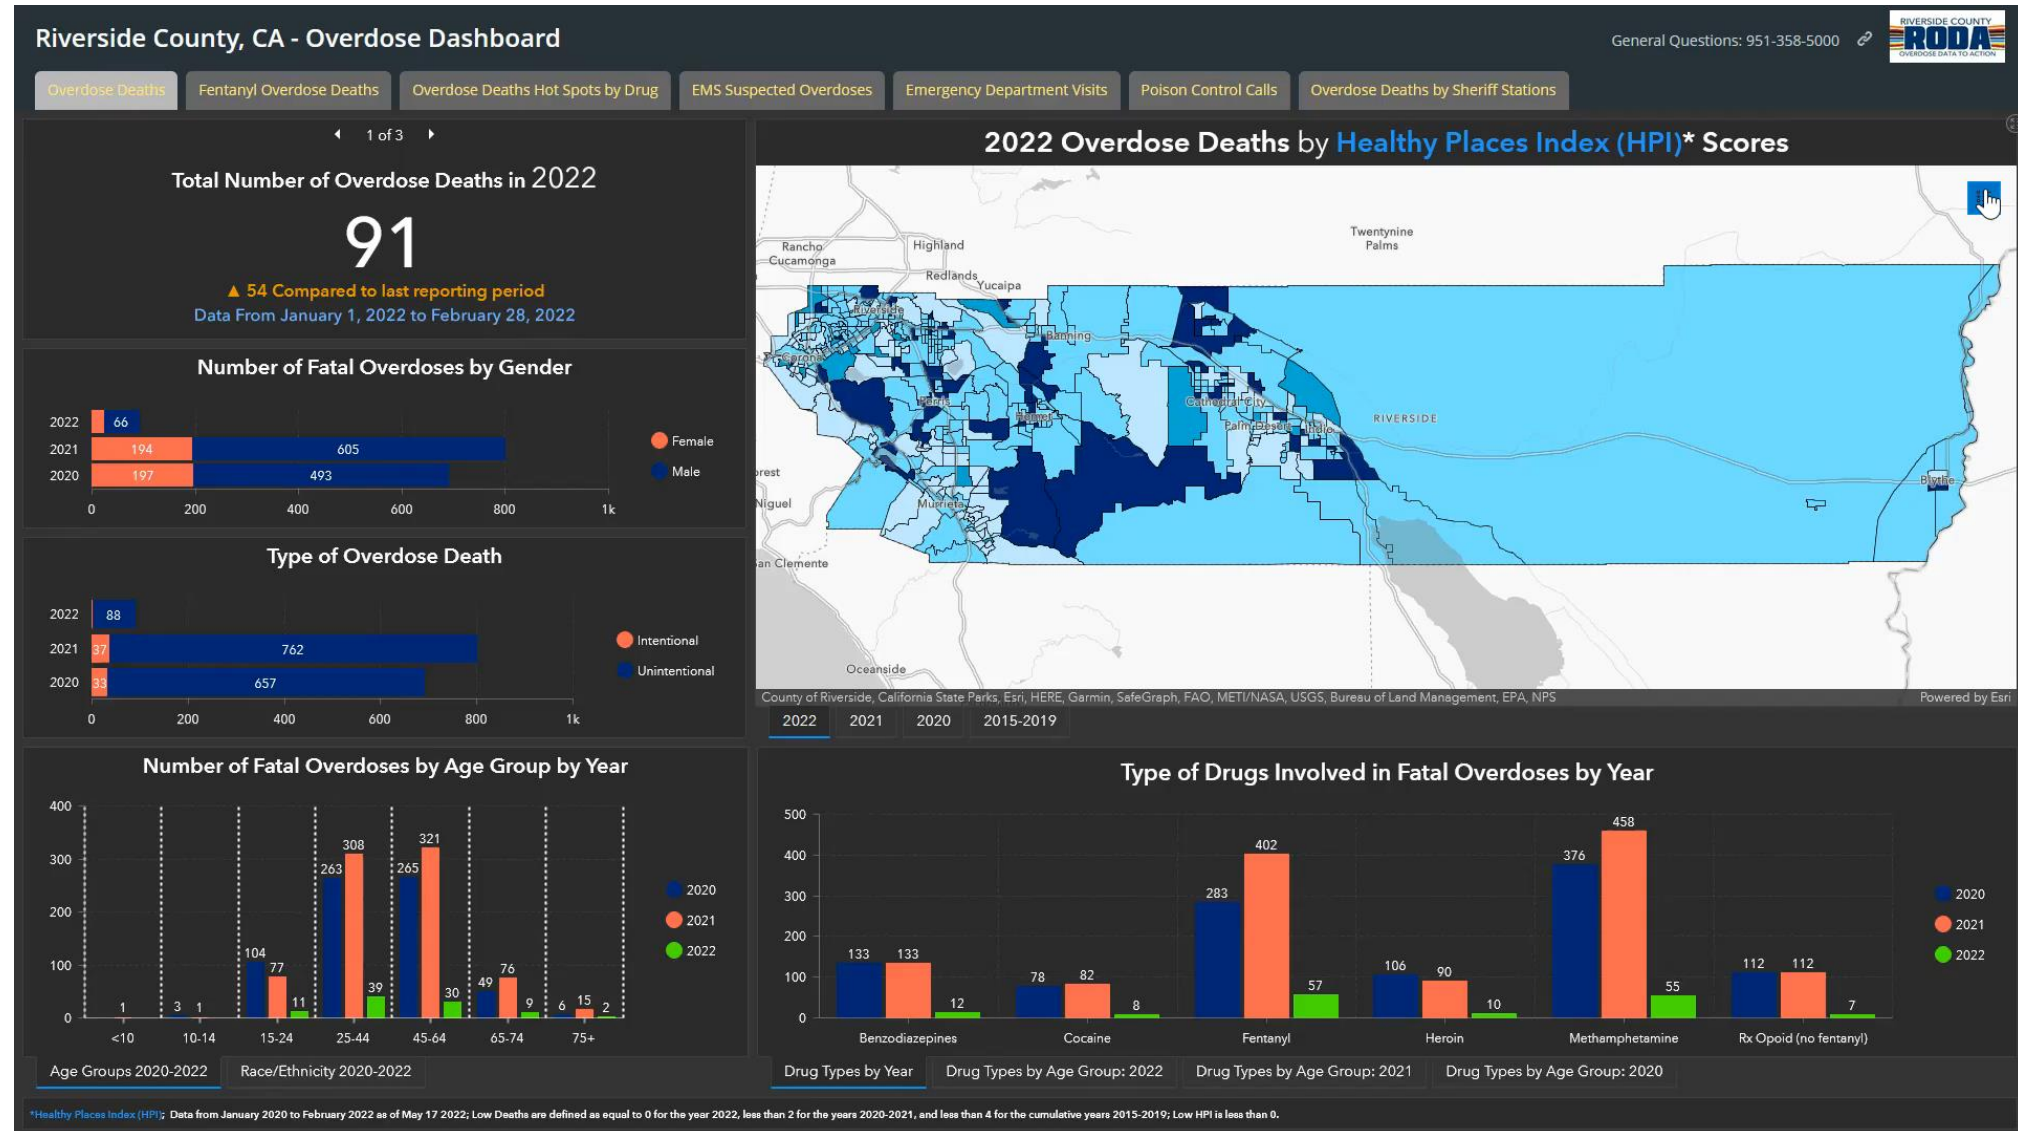 Riverside County, CA - Overdose Dashboard
General Questions: 951-358-5000
RIVERSIDE COUNTY
RODA
OVERDOSE DATA TO ACTION
Overdose Deaths
Fentanyl Overdose Deaths
Overdose Deaths Hot Spots by Drug
EMS Suspected Overdoses
Emergency Department Visits
Poison Control Calls
Overdose Deaths by Sheriff Stations
1 of 3
Total Number of Overdose Deaths in 2022
91
▲ 54 Compared to last reporting period
Data From January 1, 2022 to February 28, 2022
Number of Fatal Overdoses by Gender
2022 66
2021 194 605
2020 197 493
0 200 400 600 800 1k
Female
Male
Type of Overdose Death
2022 88
2021 37 762
2020 33 657
0 200 400 600 800 1k
Intentional
Unintentional
2022 Overdose Deaths by Healthy Places Index (HPI)* Scores
Twentynine
Palms
Rancho
Cucamonga
Highland
Redlands
Yucaipa
Riverside
Banning
Corona
Perris
Hemet
Cathedral City
Palm Desert
Indio
RIVERSIDE
Blythe
orest
Niguel
Murrieta
an Clemente
Oceanside
County of Riverside, California State Parks, Esri, HERE, Garmin, SafeGraph, FAO, METI/NASA, USGS, Bureau of Land Management, EPA, NPS
Powered by Esri
2022 2021 2020 2015-2019
Number of Fatal Overdoses by Age Group by Year
400
300
200
100
0
1
3 1
104 77 11
263 308 39
265 321 30
49 76 9
6 15 2
<10 10-14 15-24 25-44 45-64 65-74 75+
2020
2021
2022
Age Groups 2020-2022
Race/Ethnicity 2020-2022
Type of Drugs Involved in Fatal Overdoses by Year
500
400
300
200
100
0
133 133 12
78 82 8
283 402 57
106 90 10
376 458 55
112 112 7
Benzodiazepines Cocaine Fentanyl Heroin Methamphetamine Rx Opoid (no fentanyl)
2020
2021
2022
Drug Types by Year
Drug Types by Age Group: 2022
Drug Types by Age Group: 2021
Drug Types by Age Group: 2020
*Healthy Places Index (HPI); Data from January 2020 to February 2022 as of May 17 2022; Low Deaths are defined as equal to 0 for the year 2022, less than 2 for the years 2020-2021, and less than 4 for the cumulative years 2015-2019; Low HPI is less than 0.